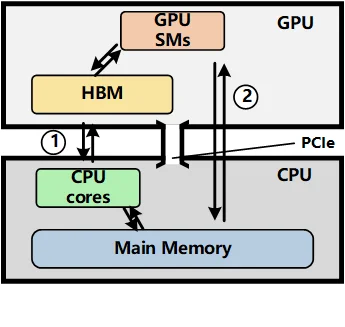 GPU
SMs
GPU
HBM
2
1
PCIe
CPU
cores
CPU
Main Memory